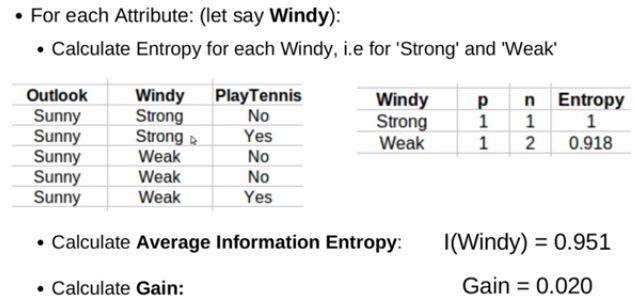 • For each Attribute: (let say Windy):
• Calculate Entropy for each Windy, i.e for 'Strong' and 'Weak'
Outlook Windy PlayTennis
Sunny Strong No
Sunny Strong Yes
Sunny Weak No
Sunny Weak No
Sunny Weak Yes
Windy p n Entropy
Strong 1 1 1
Weak 1 2 0.918
• Calculate Average Information Entropy: I(Windy) = 0.951
• Calculate Gain: Gain = 0.020